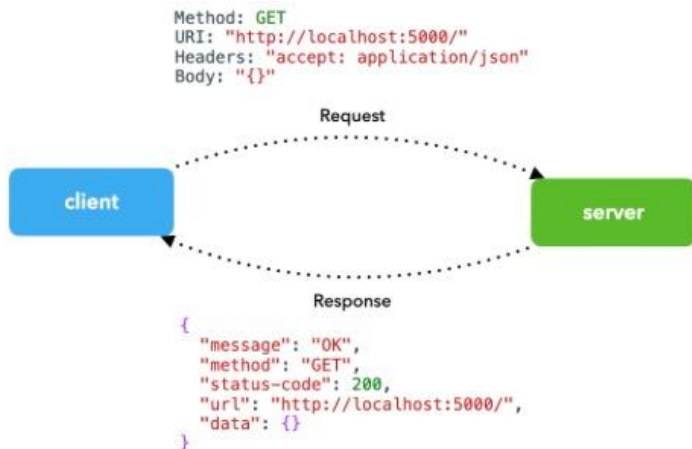 Method: GET
URI: "http://localhost:5000/"
Headers: "accept: application/json"
Body: "{}"
Request
client
server
Response
{
"message": "OK",
"method": "GET",
"status-code": 200,
"url": "http://localhost:5000/",
"data": {}
}